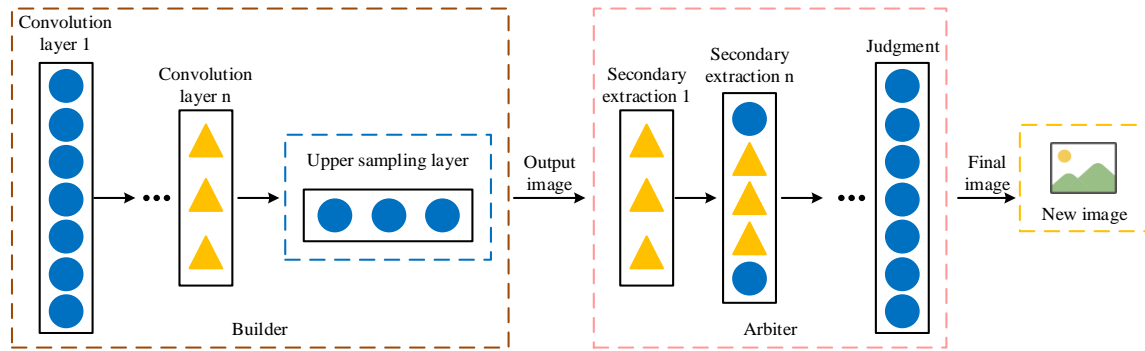 Convolution
layer 1
Convolution
layer n
Upper sampling layer
Builder
Output
image
Secondary
extraction 1
Secondary
extraction n
Judgment
Arbiter
Final
image
New image